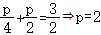 p/4 + p/2 = 3/2 ⇒ p = 2